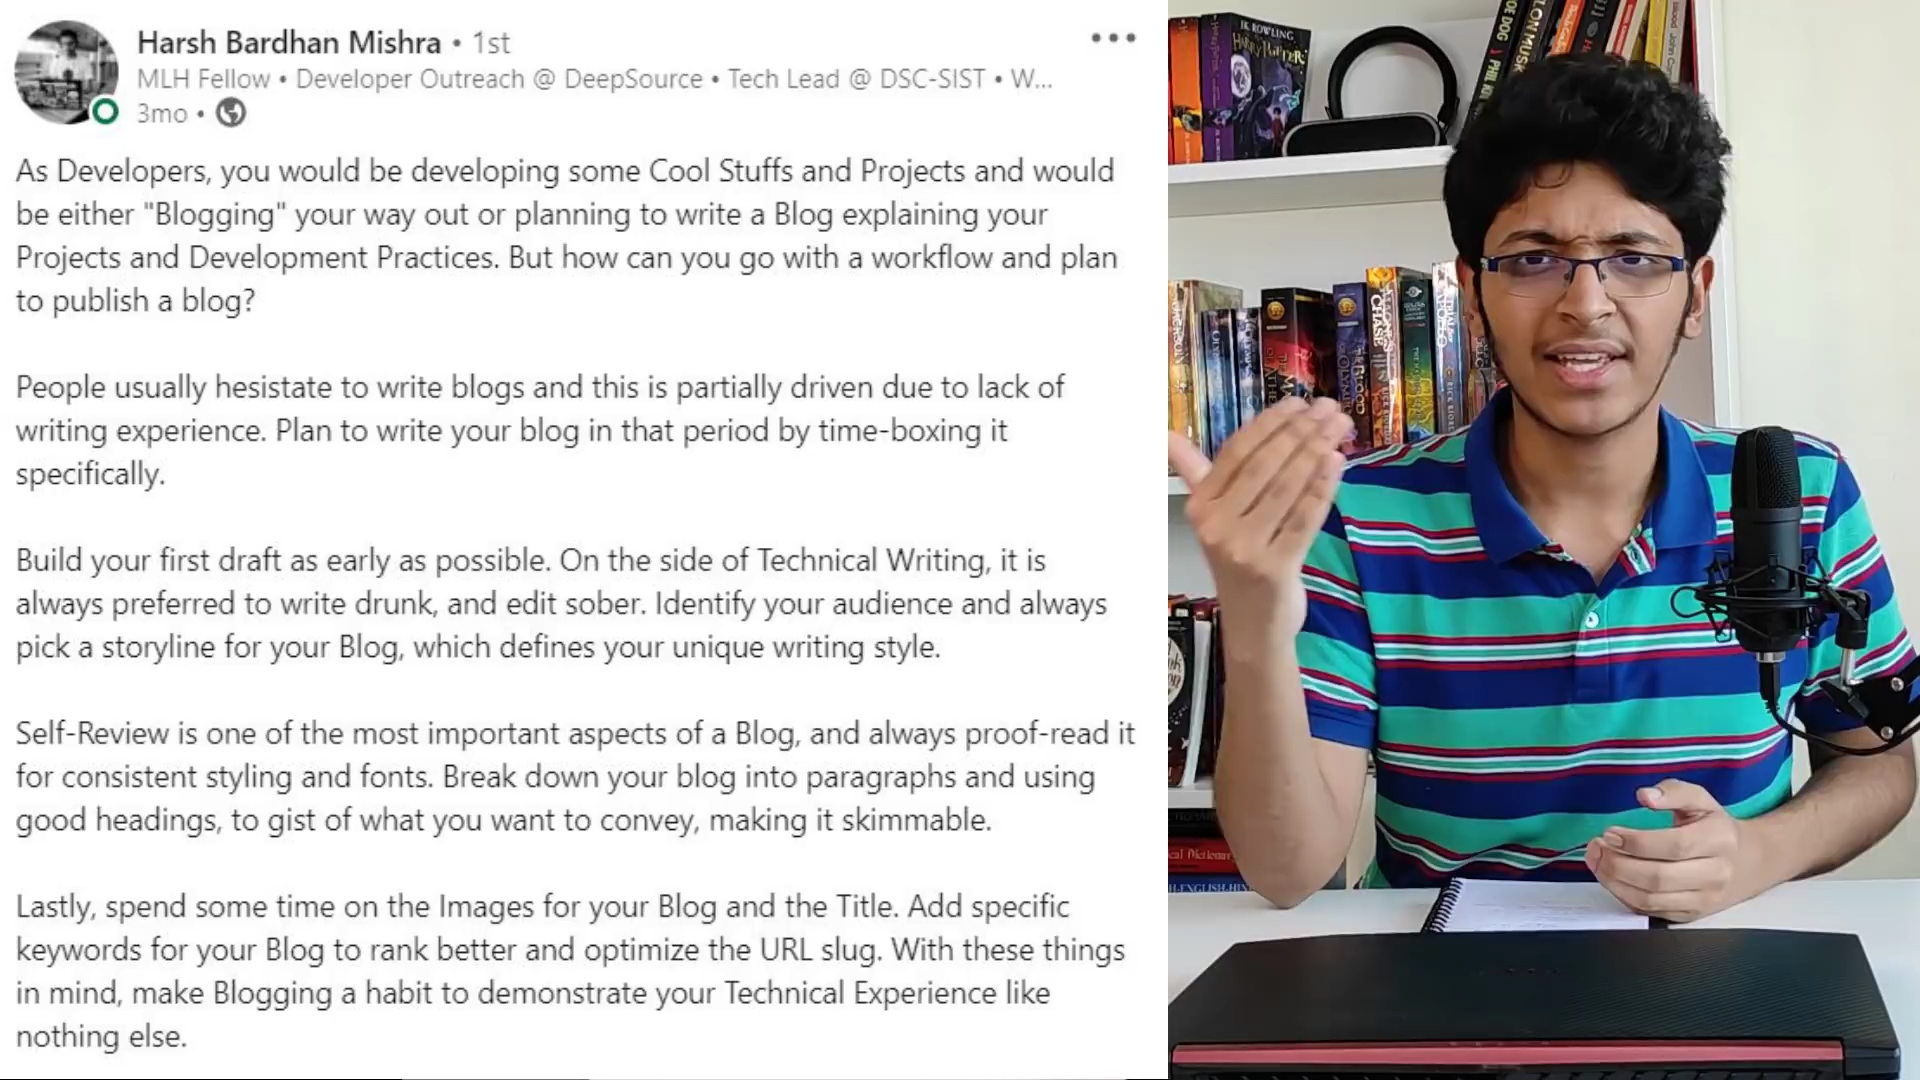 Harsh Bardhan Mishra • 1st
MLH Fellow • Developer Outreach @ DeepSource • Tech Lead @ DSC-SIST • W...
3mo •
As Developers, you would be developing some Cool Stuffs and Projects and would
be either "Blogging" your way out or planning to write a Blog explaining your
Projects and Development Practices. But how can you go with a workflow and plan
to publish a blog?
People usually hesistate to write blogs and this is partially driven due to lack of
writing experience. Plan to write your blog in that period by time-boxing it
specifically.
Build your first draft as early as possible. On the side of Technical Writing, it is
always preferred to write drunk, and edit sober. Identify your audience and always
pick a storyline for your Blog, which defines your unique writing style.
Self-Review is one of the most important aspects of a Blog, and always proof-read it
for consistent styling and fonts. Break down your blog into paragraphs and using
good headings, to gist of what you want to convey, making it skimmable.
Lastly, spend some time on the Images for your Blog and the Title. Add specific
keywords for your Blog to rank better and optimize the URL slug. With these things
in mind, make Blogging a habit to demonstrate your Technical Experience like
nothing else.
J.K. ROWLING
HARRY POTTER
OE DOG
PHIL
LON MUSK
CHASE